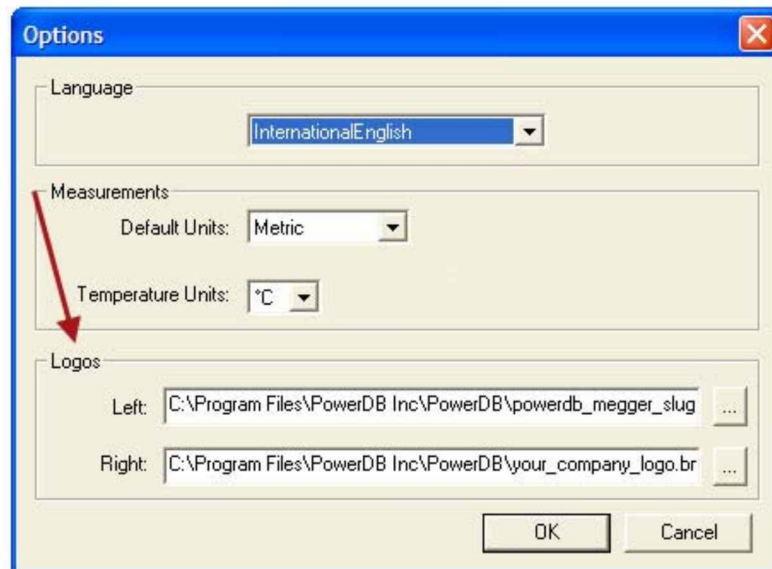 Options
Language
InternationalEnglish
Measurements
Default Units: Metric
Temperature Units: °C
Logos
Left: C:\Program Files\PowerDB Inc\PowerDB\powerdb_megger_slug ...
Right: C:\Program Files\PowerDB Inc\PowerDB\your_company_logo.br ...
OK Cancel